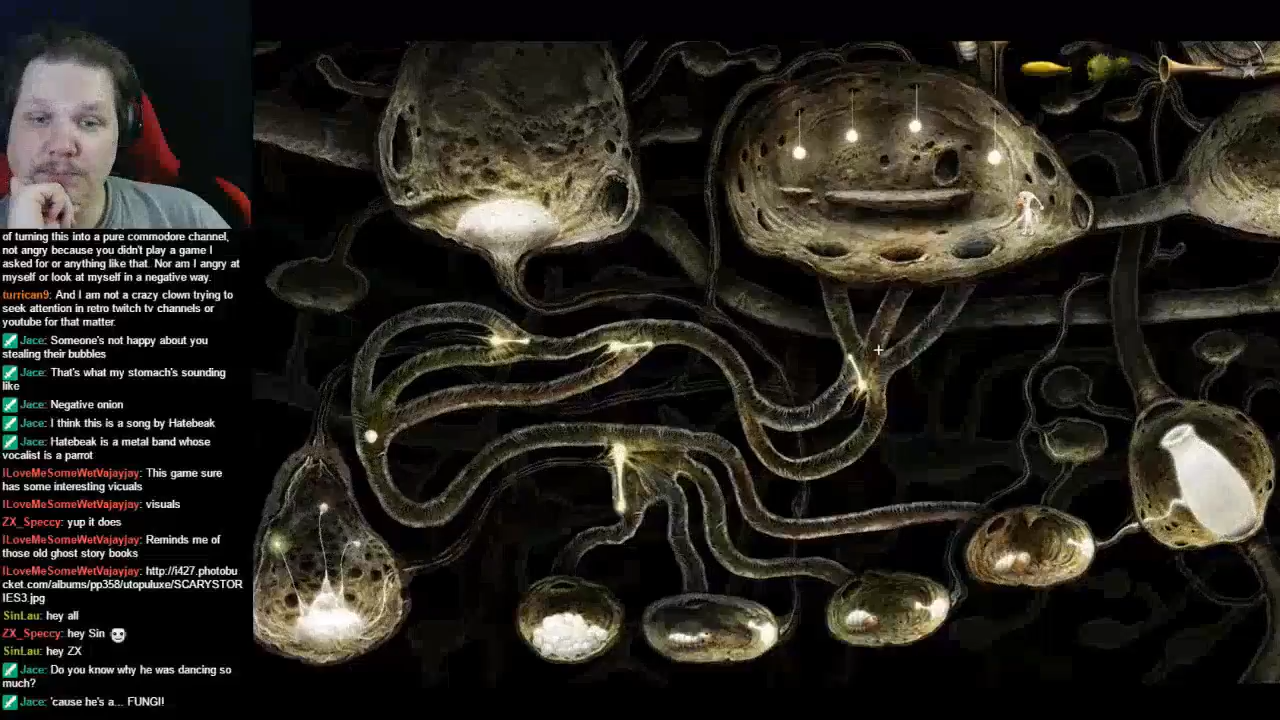 of turning this into a pure commodore channel,
not angry because you didn't play a game I
asked for or anything like that. Nor am I angry at
myself or look at myself in a negative way.
turrican9: And I am not a crazy clown trying to
seek attention in retro twitch tv channels or
youtube for that matter.
Jace: Someone's not happy about you
stealing their bubbles
Jace: That's what my stomach's sounding
like
Jace: Negative onion
Jace: I think this is a song by Hatebeak
Jace: Hatebeak is a metal band whose
vocalist is a parrot
ILoveMeSomeWetVajayjay: This game sure
has some interesting vicuals
ILoveMeSomeWetVajayjay: visuals
ZX_Speccy: yup it does
ILoveMeSomeWetVajayjay: Reminds me of
those old ghost story books
ILoveMeSomeWetVajayjay: http://i427.photobu
cket.com/albums/pp358/utopuluxe/SCARYSTOR
IES3.jpg
SinLau: hey all
ZX_Speccy: hey Sin
SinLau: hey ZX
Jace: Do you know why he was dancing so
much?
Jace: 'cause he's a... FUNGI!